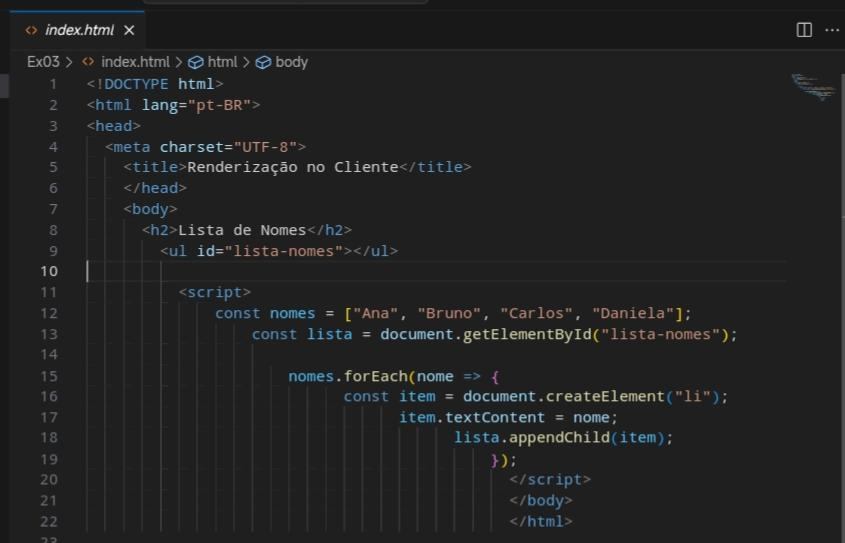 index.html
Ex03 > index.html > html > body
1 <!DOCTYPE html>
2 <html lang="pt-BR">
3 <head>
4 <meta charset="UTF-8">
5 <title>Renderização no Cliente</title>
6 </head>
7 <body>
8 <h2>Lista de Nomes</h2>
9 <ul id="lista-nomes"></ul>
10
11 <script>
12 const nomes = ["Ana", "Bruno", "Carlos", "Daniela"];
13 const lista = document.getElementById("lista-nomes");
14
15 nomes.forEach(nome => {
16 const item = document.createElement("li");
17 item.textContent = nome;
18 lista.appendChild(item);
19 });
20 </script>
21 </body>
22 </html>
23